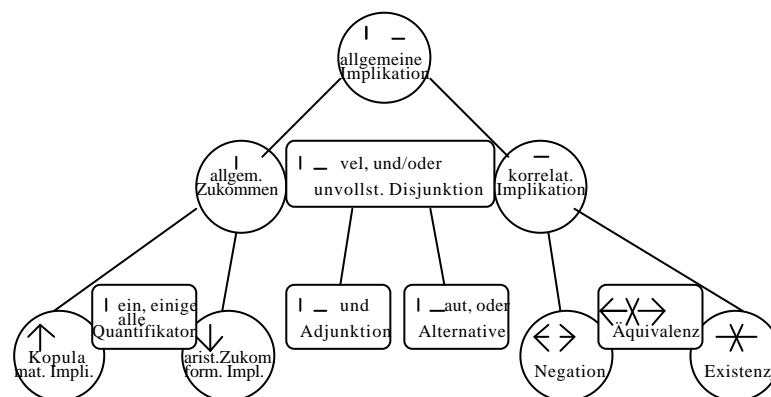 allgemeine
Implikation
allgem.
Zukommen
vel, und/oder
unvollst. Disjunktion
korrelat.
Implikation
ein, einige
alle
Quantifikator
und
Adjunktion
aut, oder
Alternative
Äquivalenz
Kopula
mat. Impli.
arist.Zukom
form. Impl.
Negation
Existenz